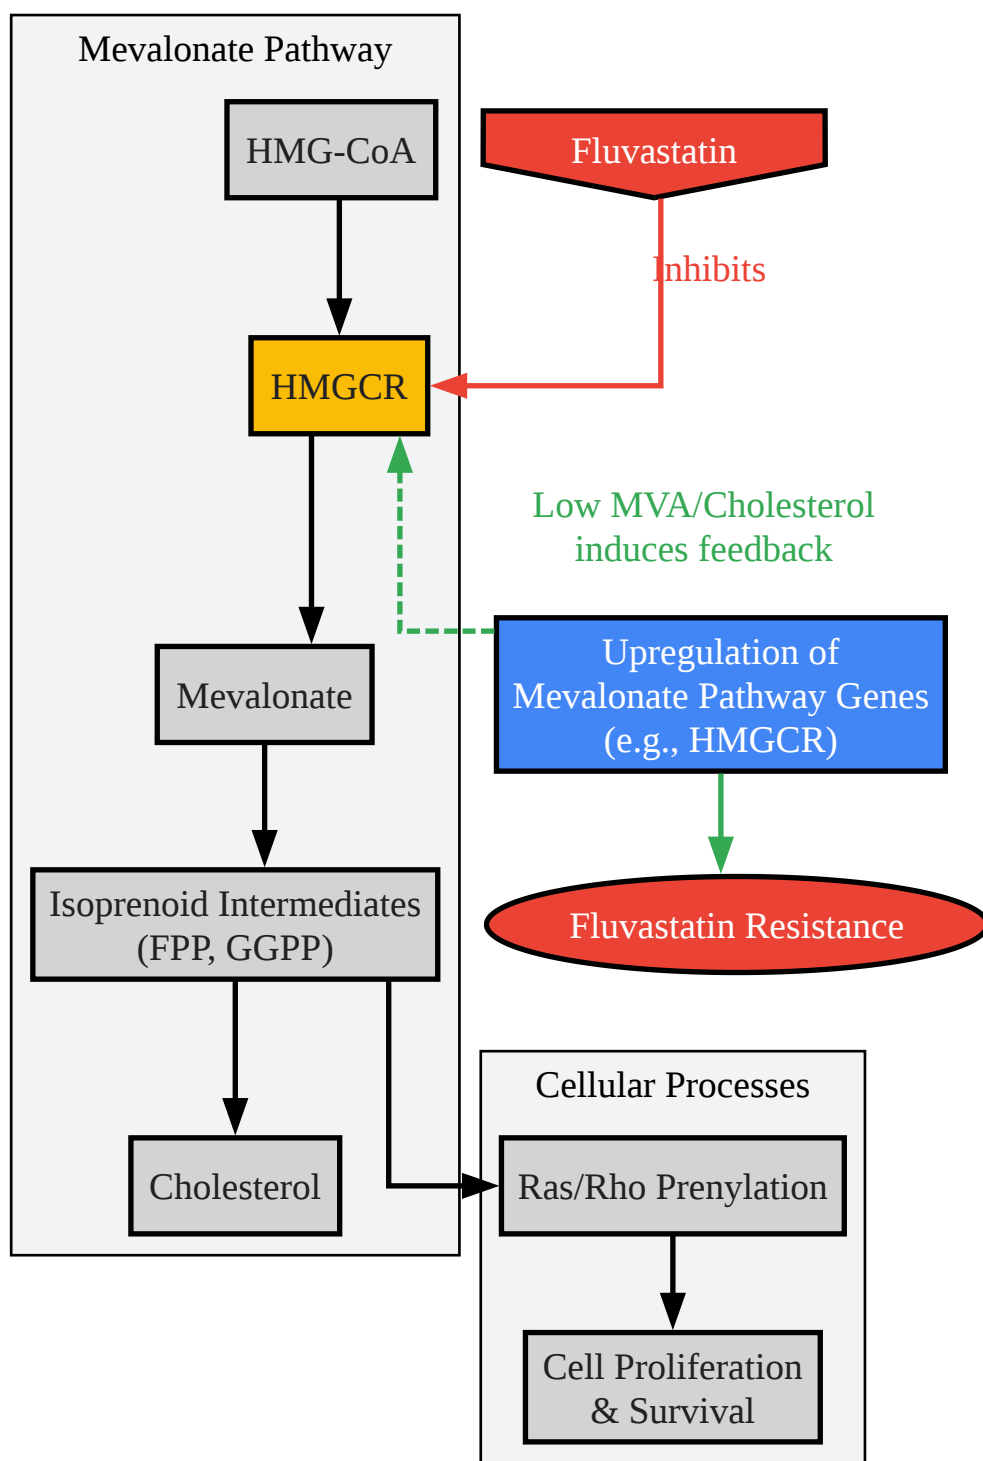 Mevalonate Pathway
HMG-CoA
Fluvastatin
Inhibits
HMGCR
Low MVA/Cholesterol
induces feedback
Upregulation of
Mevalonate Pathway Genes
(e.g., HMGCR)
Mevalonate
Isoprenoid Intermediates
(FPP, GGPP)
Fluvastatin Resistance
Cellular Processes
Cholesterol
Ras/Rho Prenylation
Cell Proliferation
& Survival